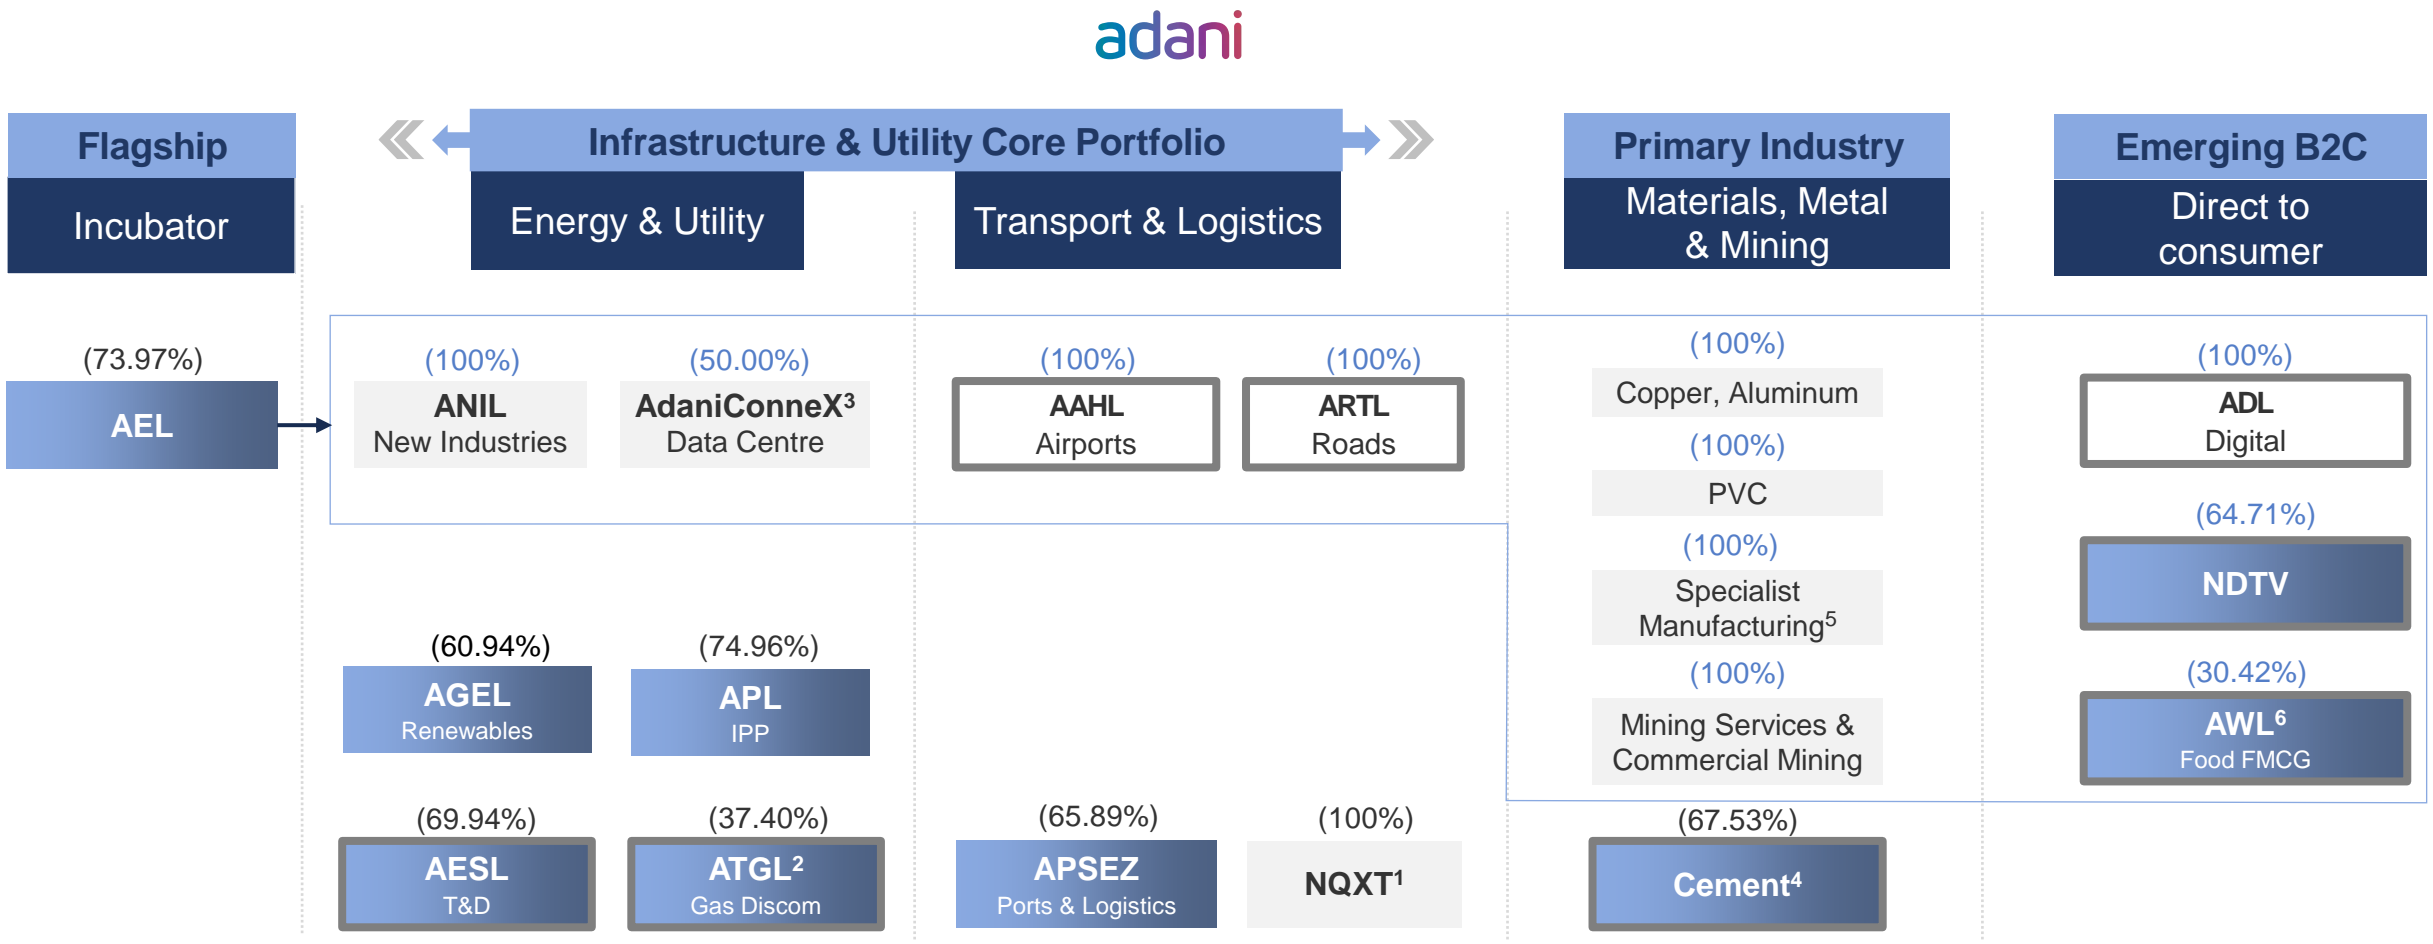 adani
Flagship
Incubator
Infrastructure & Utility Core Portfolio
Energy & Utility
Transport & Logistics
Primary Industry
Materials, Metal
& Mining
Emerging B2C
Direct to
consumer
(73.97%)
AEL
(100%)
ANIL
New Industries
(50.00%)
AdaniConneX³
Data Centre
(100%)
AAHL
Airports
(100%)
ARTL
Roads
(100%)
Copper, Aluminum
(100%)
PVC
(100%)
Specialist
Manufacturing⁵
(100%)
Mining Services &
Commercial Mining
(100%)
ADL
Digital
(64.71%)
NDTV
(30.42%)
AWL⁶
Food FMCG
(60.94%)
AGEL
Renewables
(74.96%)
APL
IPP
(69.94%)
AESL
T&D
(37.40%)
ATGL²
Gas Discom
(65.89%)
APSEZ
Ports & Logistics
(100%)
NQXT¹
(67.53%)
Cement⁴